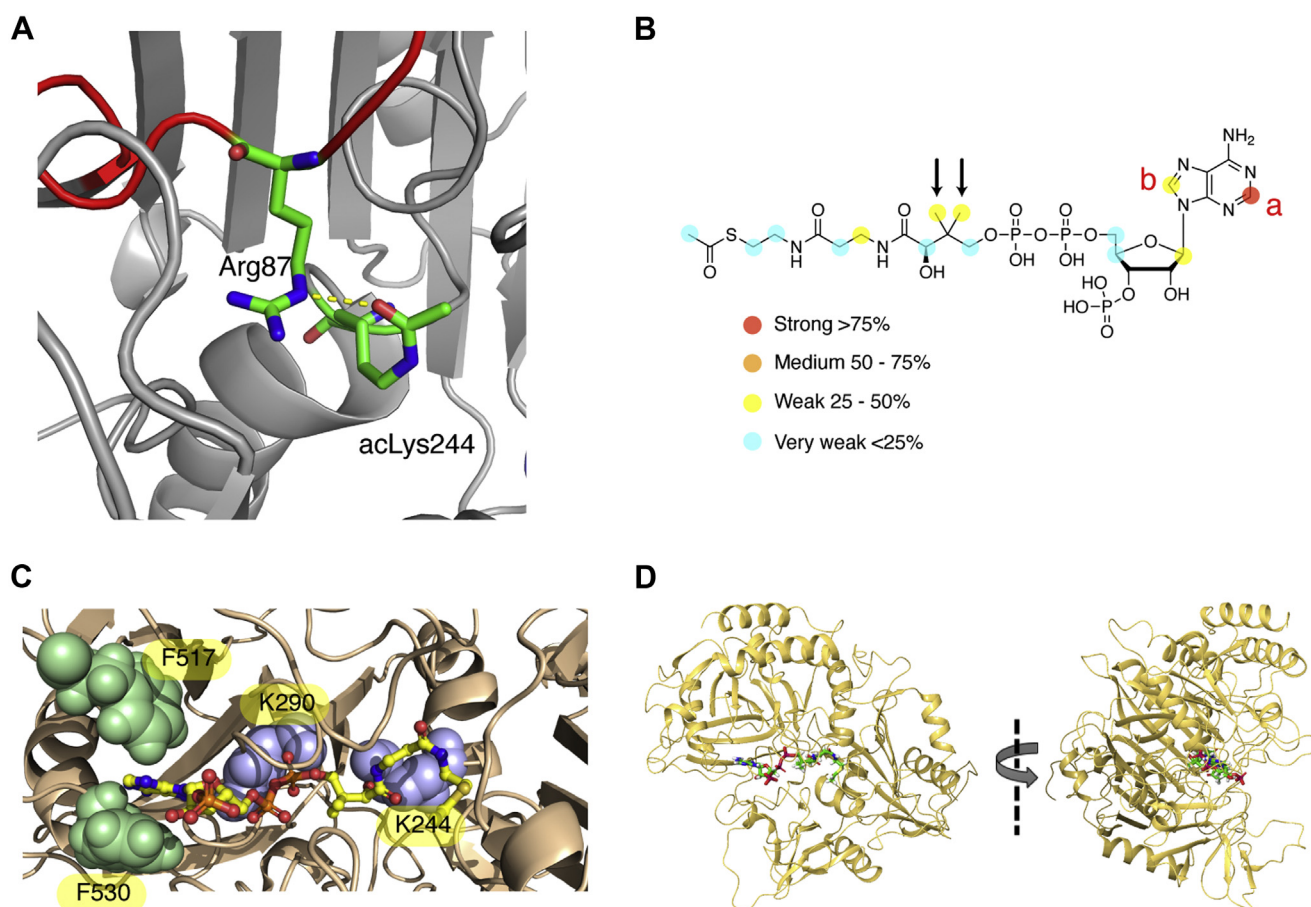 A
Arg87
acLys244
B
NH2
b
N
N
a
N
N
O
O
O
O
O
S
N
H
N
H
O
P
O
P
O
O
O
OH
OH
OH
HO
O
OH
HO
P
O
Strong >75%
Medium 50 - 75%
Weak 25 - 50%
Very weak <25%
C
F517
K290
K244
F530
D